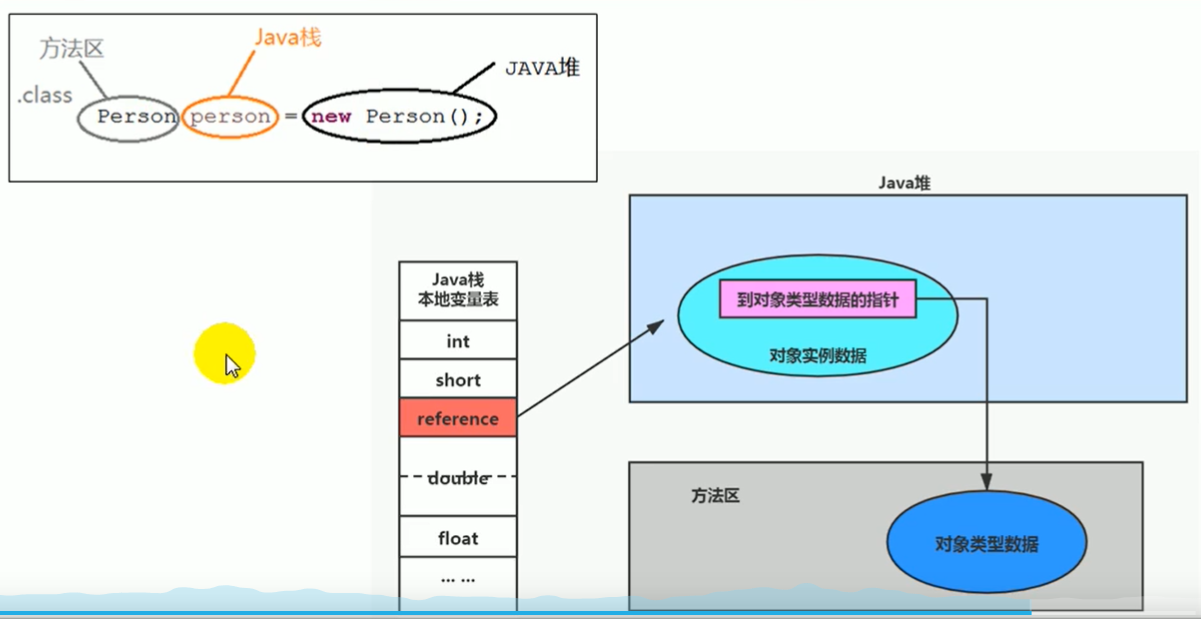 方法区
Java栈
JAVA堆
.class
Person person = new Person();
Java堆
Java栈
本地变量表
int
short
reference
double
float
... ...
到对象类型数据的指针
对象实例数据
方法区
对象类型数据